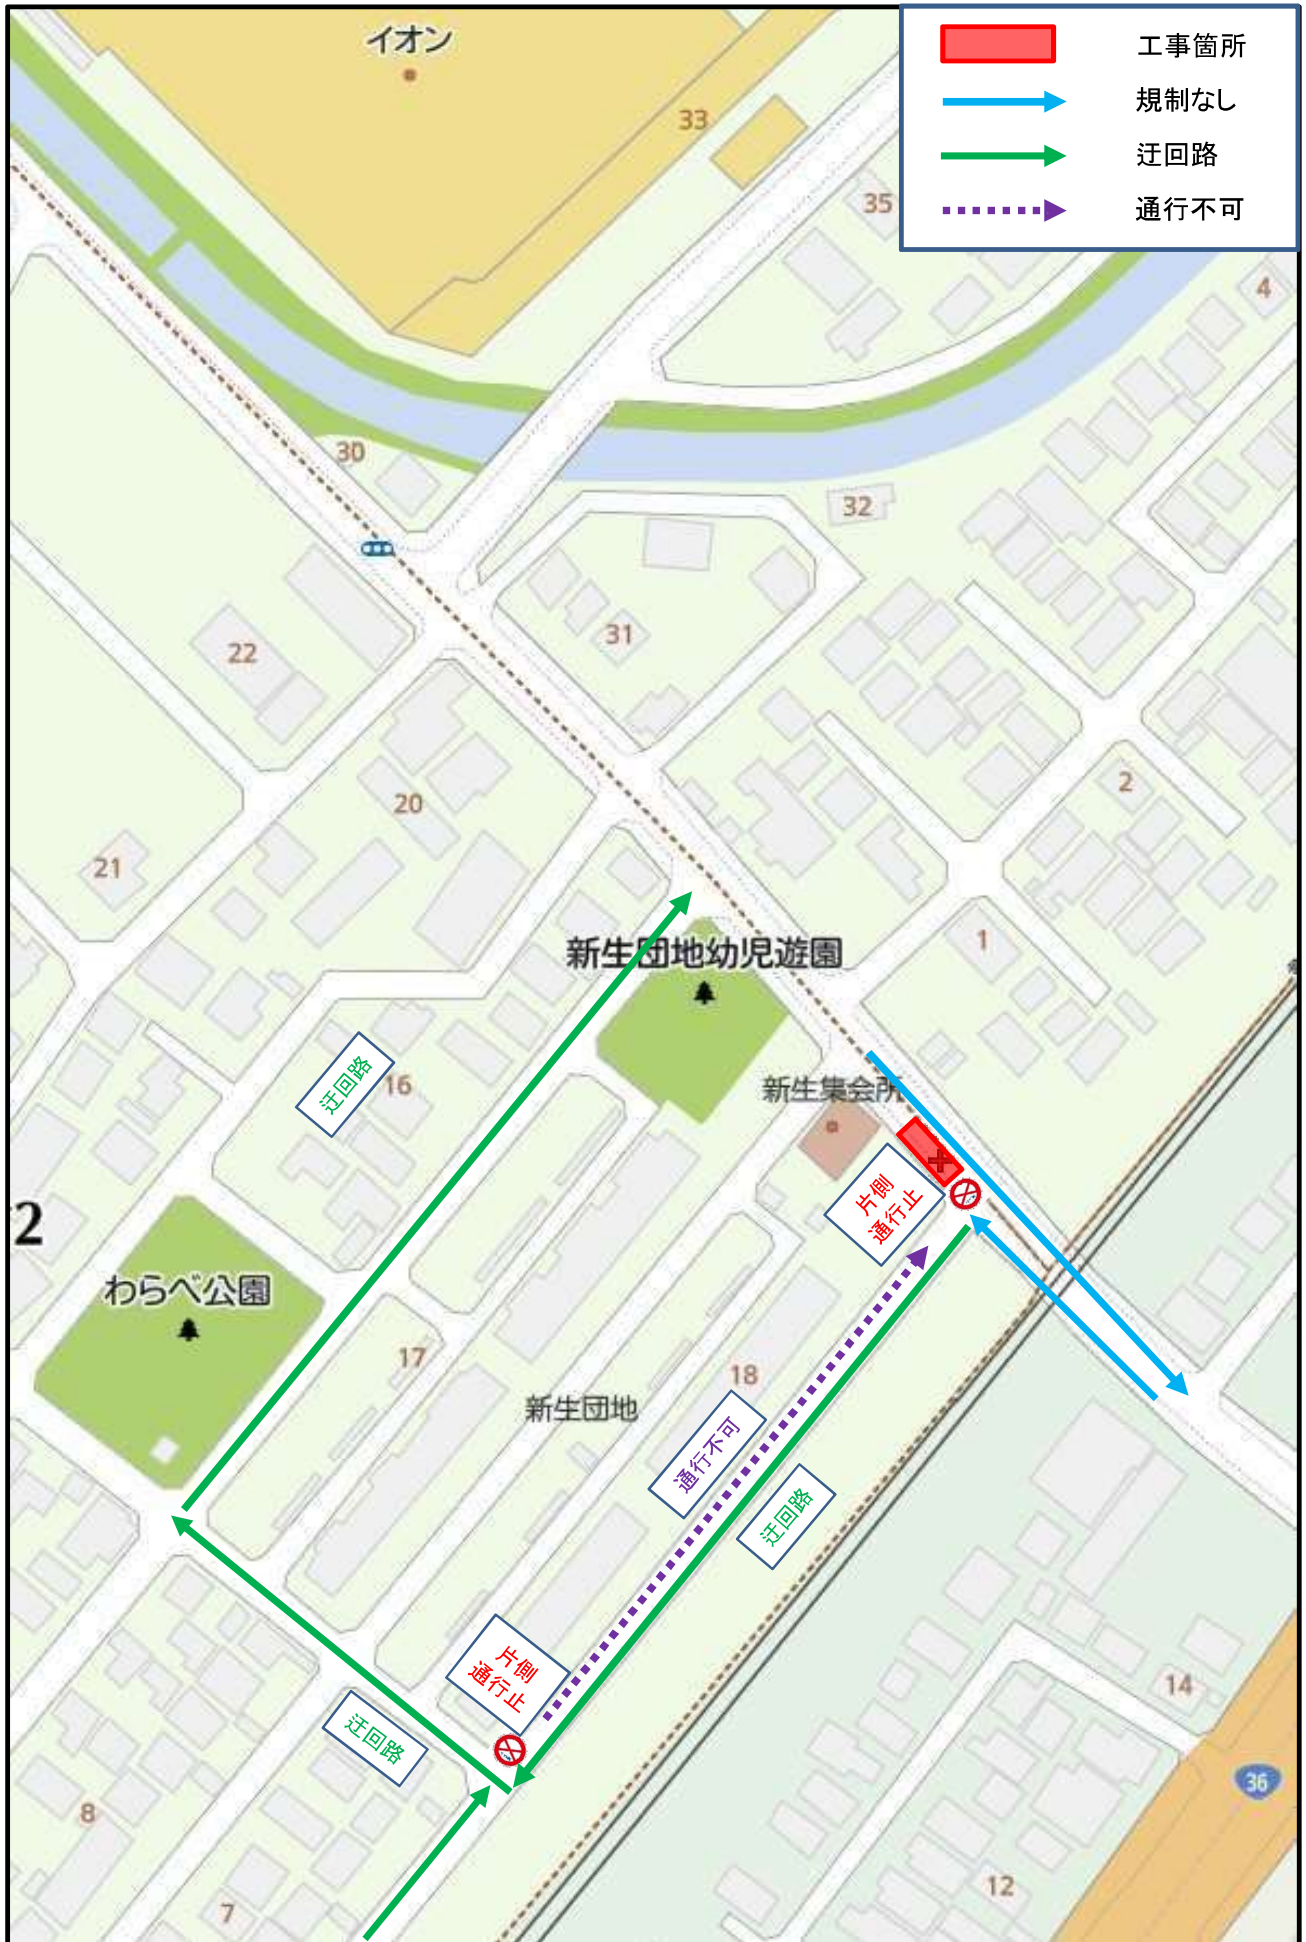 イオン
工事箇所
規制なし
迂回路
通行不可
33
35
4
30
32
31
22
20
2
21
1
新生団地幼児遊園
迂回路
16
新生集会所
片側
通行止
2
わらべ公園
17
18
新生団地
通行不可
迂回路
片側
通行止
迂回路
14
36
8
12
7